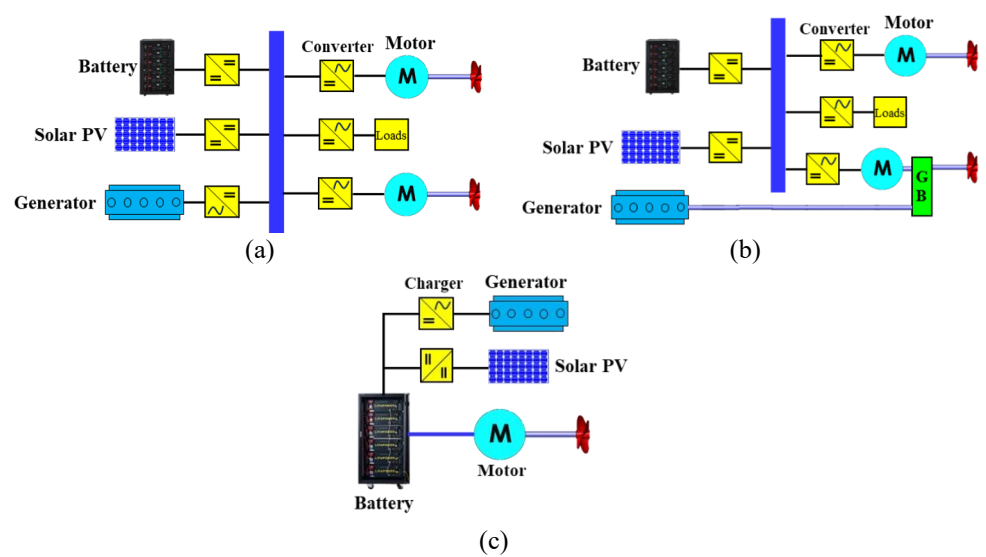 Converter Motor
Battery
M
Solar PV
Loads
Generator
M
(a)
Converter Motor
Battery
M
Loads
Solar PV
M
G
B
Generator
(b)
Charger Generator
Solar PV
M
Motor
Battery
(c)